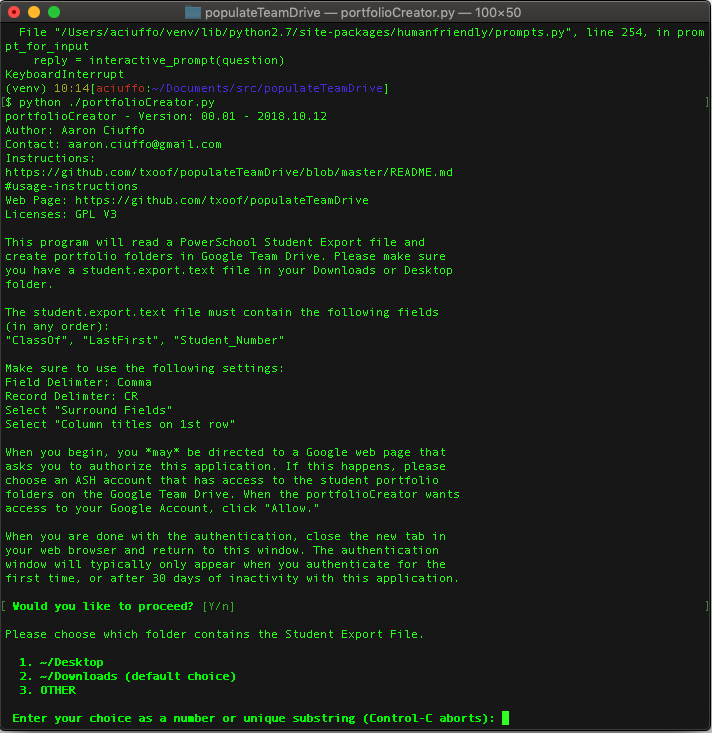 populateTeamDrive — portfolioCreator.py — 100×50
File "/Users/aciuffo/venv/lib/python2.7/site-packages/humanfriendly/prompts.py", line 254, in prom
pt_for_input
reply = interactive_prompt(question)
KeyboardInterrupt
(venv) 10:14[aciuffo:~/Documents/src/populateTeamDrive]
[$ python ./portfolioCreator.py ]
portfolioCreator - Version: 00.01 - 2018.10.12
Author: Aaron Ciuffo
Contact: aaron.ciuffo@gmail.com
Instructions:
https://github.com/txoof/populateTeamDrive/blob/master/README.md
#usage-instructions
Web Page: https://github.com/txoof/populateTeamDrive
Licenses: GPL V3
This program will read a PowerSchool Student Export file and
create portfolio folders in Google Team Drive. Please make sure
you have a student.export.text file in your Downloads or Desktop
folder.
The student.export.text file must contain the following fields
(in any order):
"ClassOf", "LastFirst", "Student_Number"
Make sure to use the following settings:
Field Delimter: Comma
Record Delimter: CR
Select "Surround Fields"
Select "Column titles on 1st row"
When you begin, you *may* be directed to a Google web page that
asks you to authorize this application. If this happens, please
choose an ASH account that has access to the student portfolio
folders on the Google Team Drive. When the portfolioCreator wants
access to your Google Account, click "Allow."
When you are done with the authentication, close the new tab in
your web browser and return to this window. The authentication
window will typically only appear when you authenticate for the
first time, or after 30 days of inactivity with this application.
[ Would you like to proceed? [Y/n] ]
Please choose which folder contains the Student Export File.
1. ~/Desktop
2. ~/Downloads (default choice)
3. OTHER
Enter your choice as a number or unique substring (Control-C aborts):